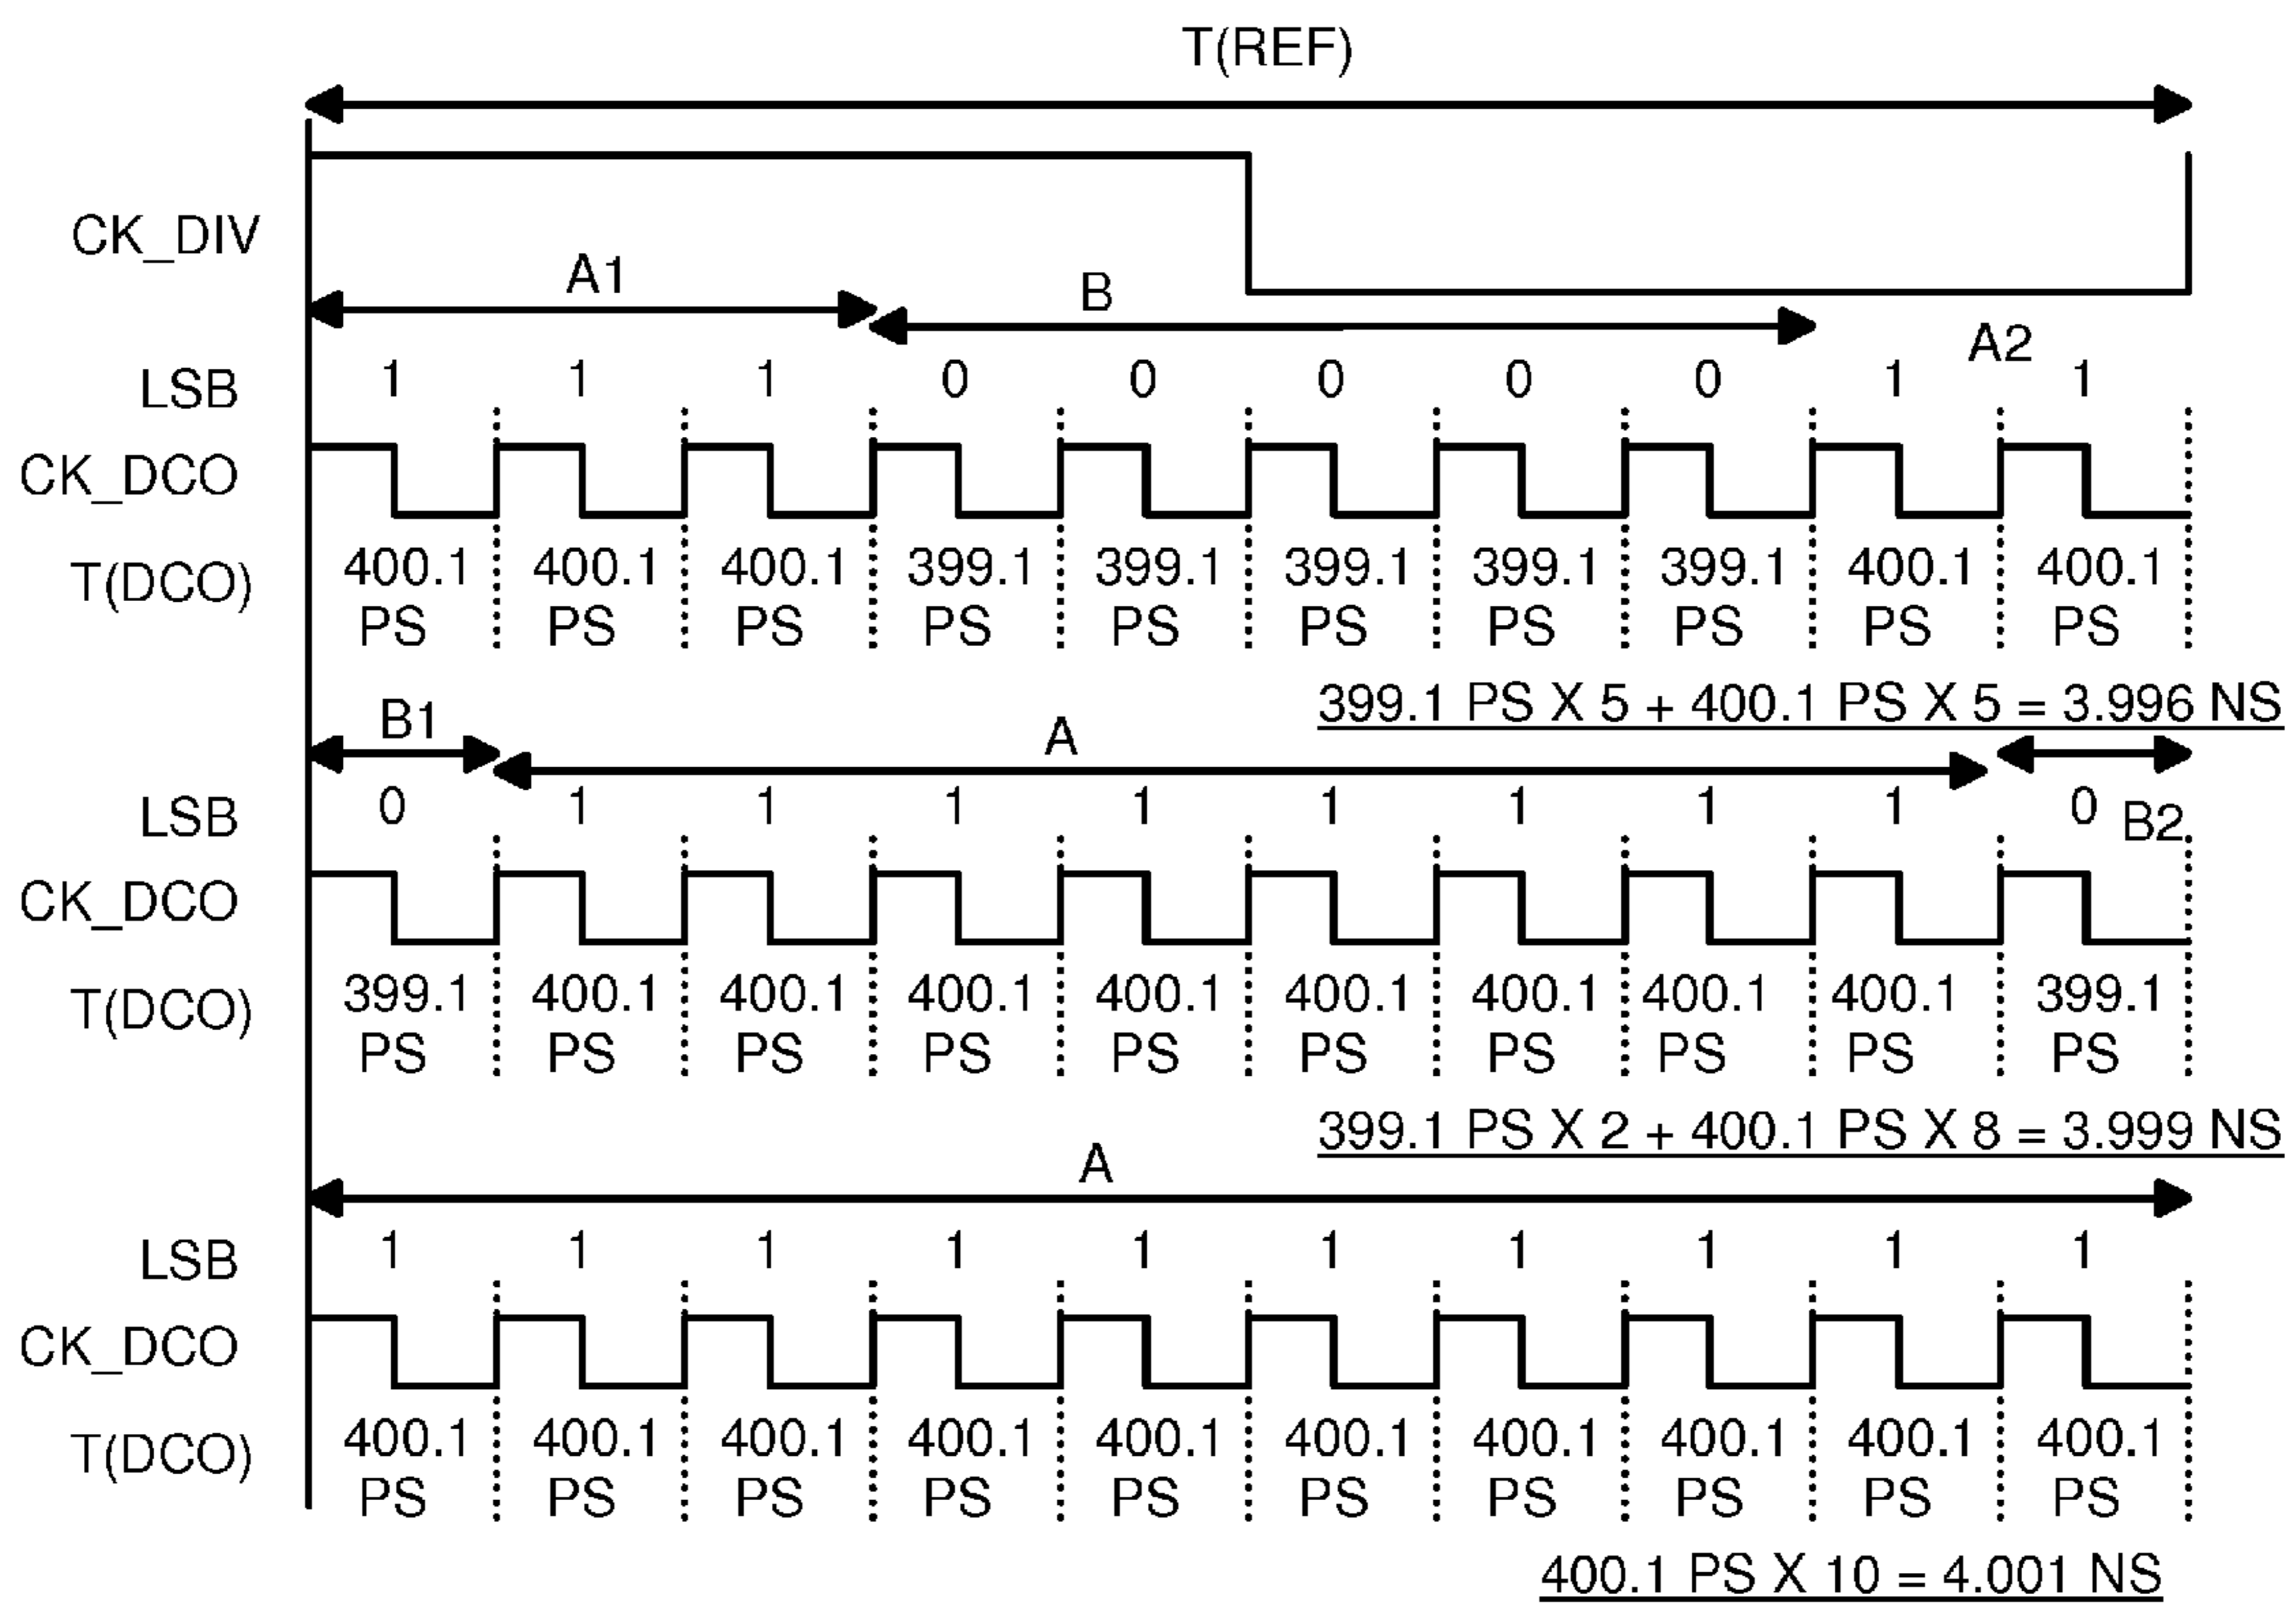 T(REF)
CK_DIV
A1
B
A2
LSB 1 1 1 0 0 0 0 0 1 1
CK_DCO
T(DCO) 400.1 400.1 400.1 399.1 399.1 399.1 399.1 399.1 400.1 400.1
PS PS PS PS PS PS PS PS PS PS
399.1 PS X 5 + 400.1 PS X 5 = 3.996 NS
B1
A
LSB 0 1 1 1 1 1 1 1 1 0
B2
CK_DCO
T(DCO) 399.1 400.1 400.1 400.1 400.1 400.1 400.1 400.1 400.1 399.1
PS PS PS PS PS PS PS PS PS PS
399.1 PS X 2 + 400.1 PS X 8 = 3.999 NS
A
LSB 1 1 1 1 1 1 1 1 1 1
CK_DCO
T(DCO) 400.1 400.1 400.1 400.1 400.1 400.1 400.1 400.1 400.1 400.1
PS PS PS PS PS PS PS PS PS PS
400.1 PS X 10 = 4.001 NS